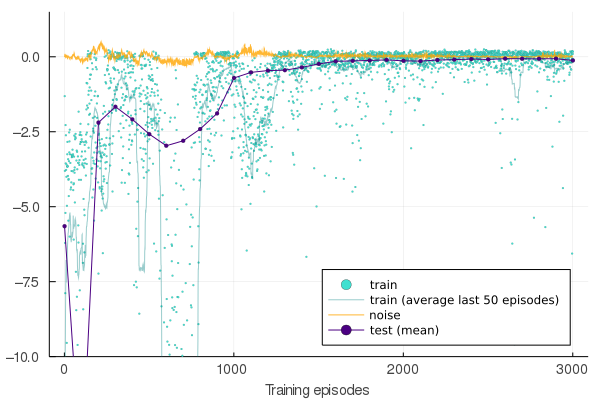 0.0
−2.5
−5.0
−7.5
−10.0
train
train (average last 50 episodes)
noise
test (mean)
0 1000 2000 3000
Training episodes